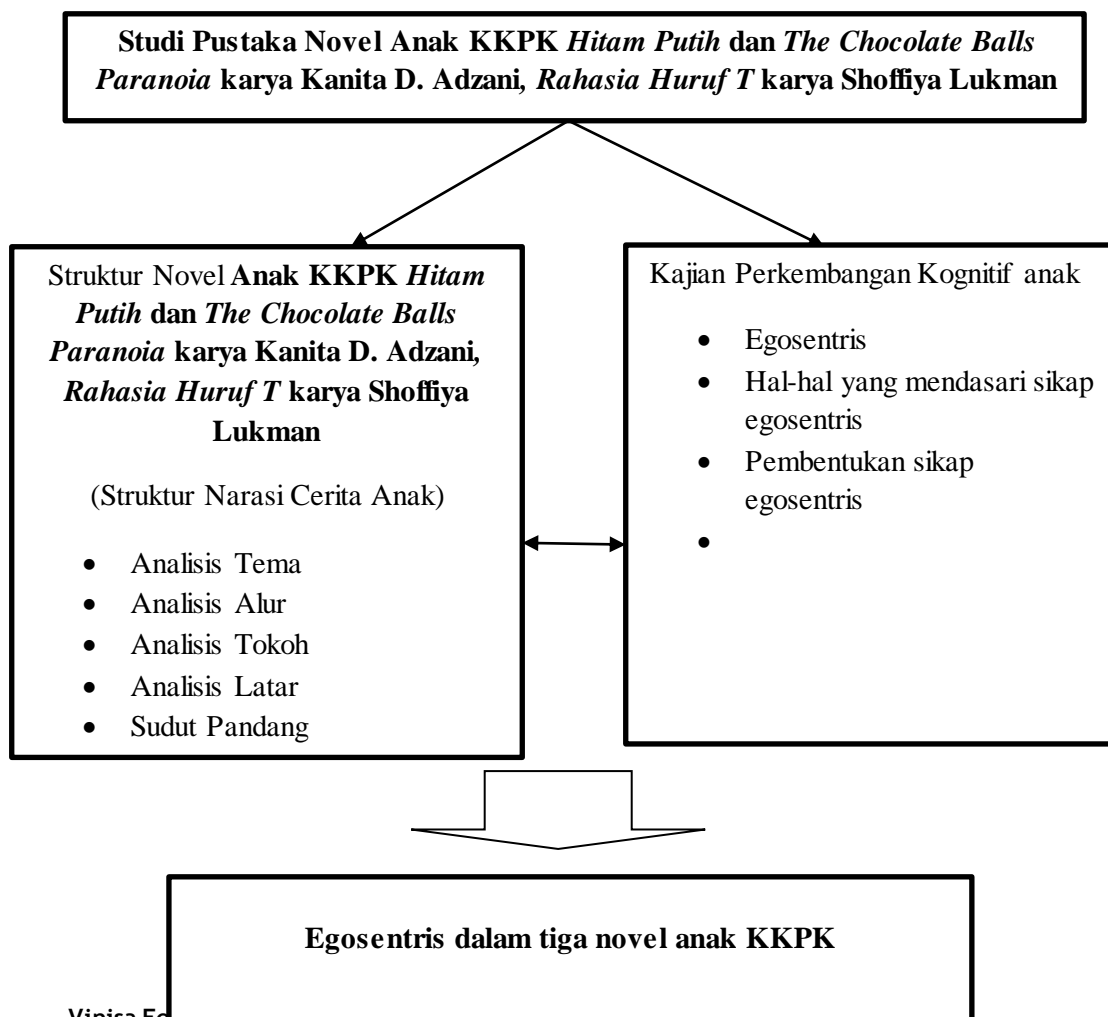 Studi Pustaka Novel Anak KKPK Hitam Putih dan The Chocolate Balls
Paranoia karya Kanita D. Adzani, Rahasia Huruf T karya Shoffiya Lukman
Struktur Novel Anak KKPK Hitam
Putih dan The Chocolate Balls
Paranoia karya Kanita D. Adzani,
Rahasia Huruf T karya Shoffiya
Lukman
(Struktur Narasi Cerita Anak)
• Analisis Tema
• Analisis Alur
• Analisis Tokoh
• Analisis Latar
• Sudut Pandang
Kajian Perkembangan Kognitif anak
• Egosentris
• Hal-hal yang mendasari sikap
egosentris
• Pembentukan sikap
egosentris
•
Egosentris dalam tiga novel anak KKPK